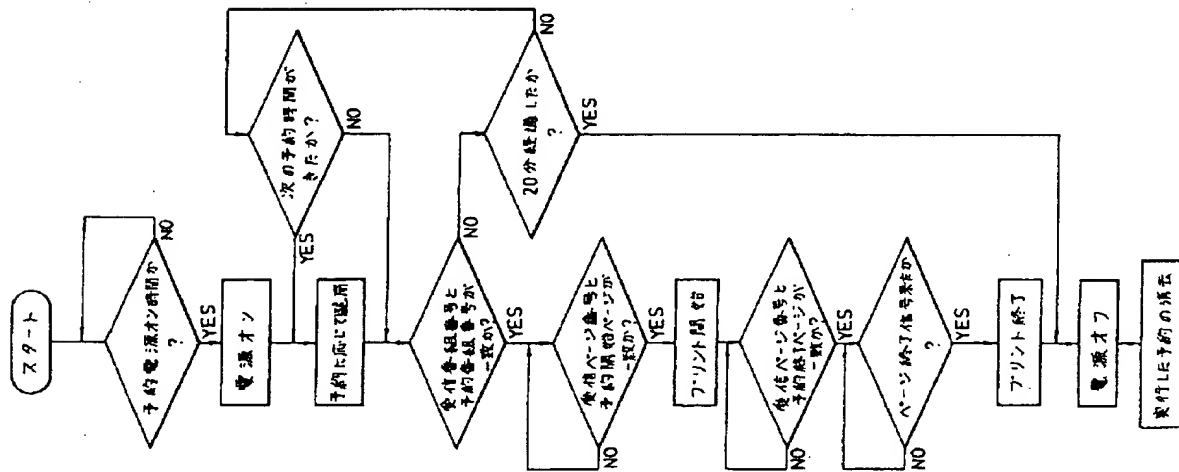 スタート
予約電源オン時間か
?
NO
YES
電源オン
次の予約時間が
きたか?
YES
NO
予約に応じて選局
受信番組番号と
予約番組番号が
一致か?
NO
YES
20分経過したか
?
NO
YES
受信ページ番号と
予約開始ページが
一致か?
NO
YES
プリント開始
受信ページ番号と
予約終了ページが
一致か?
NO
YES
ページ終了信号来たか
?
NO
YES
プリント終了
電源オフ
実行した予約の消去